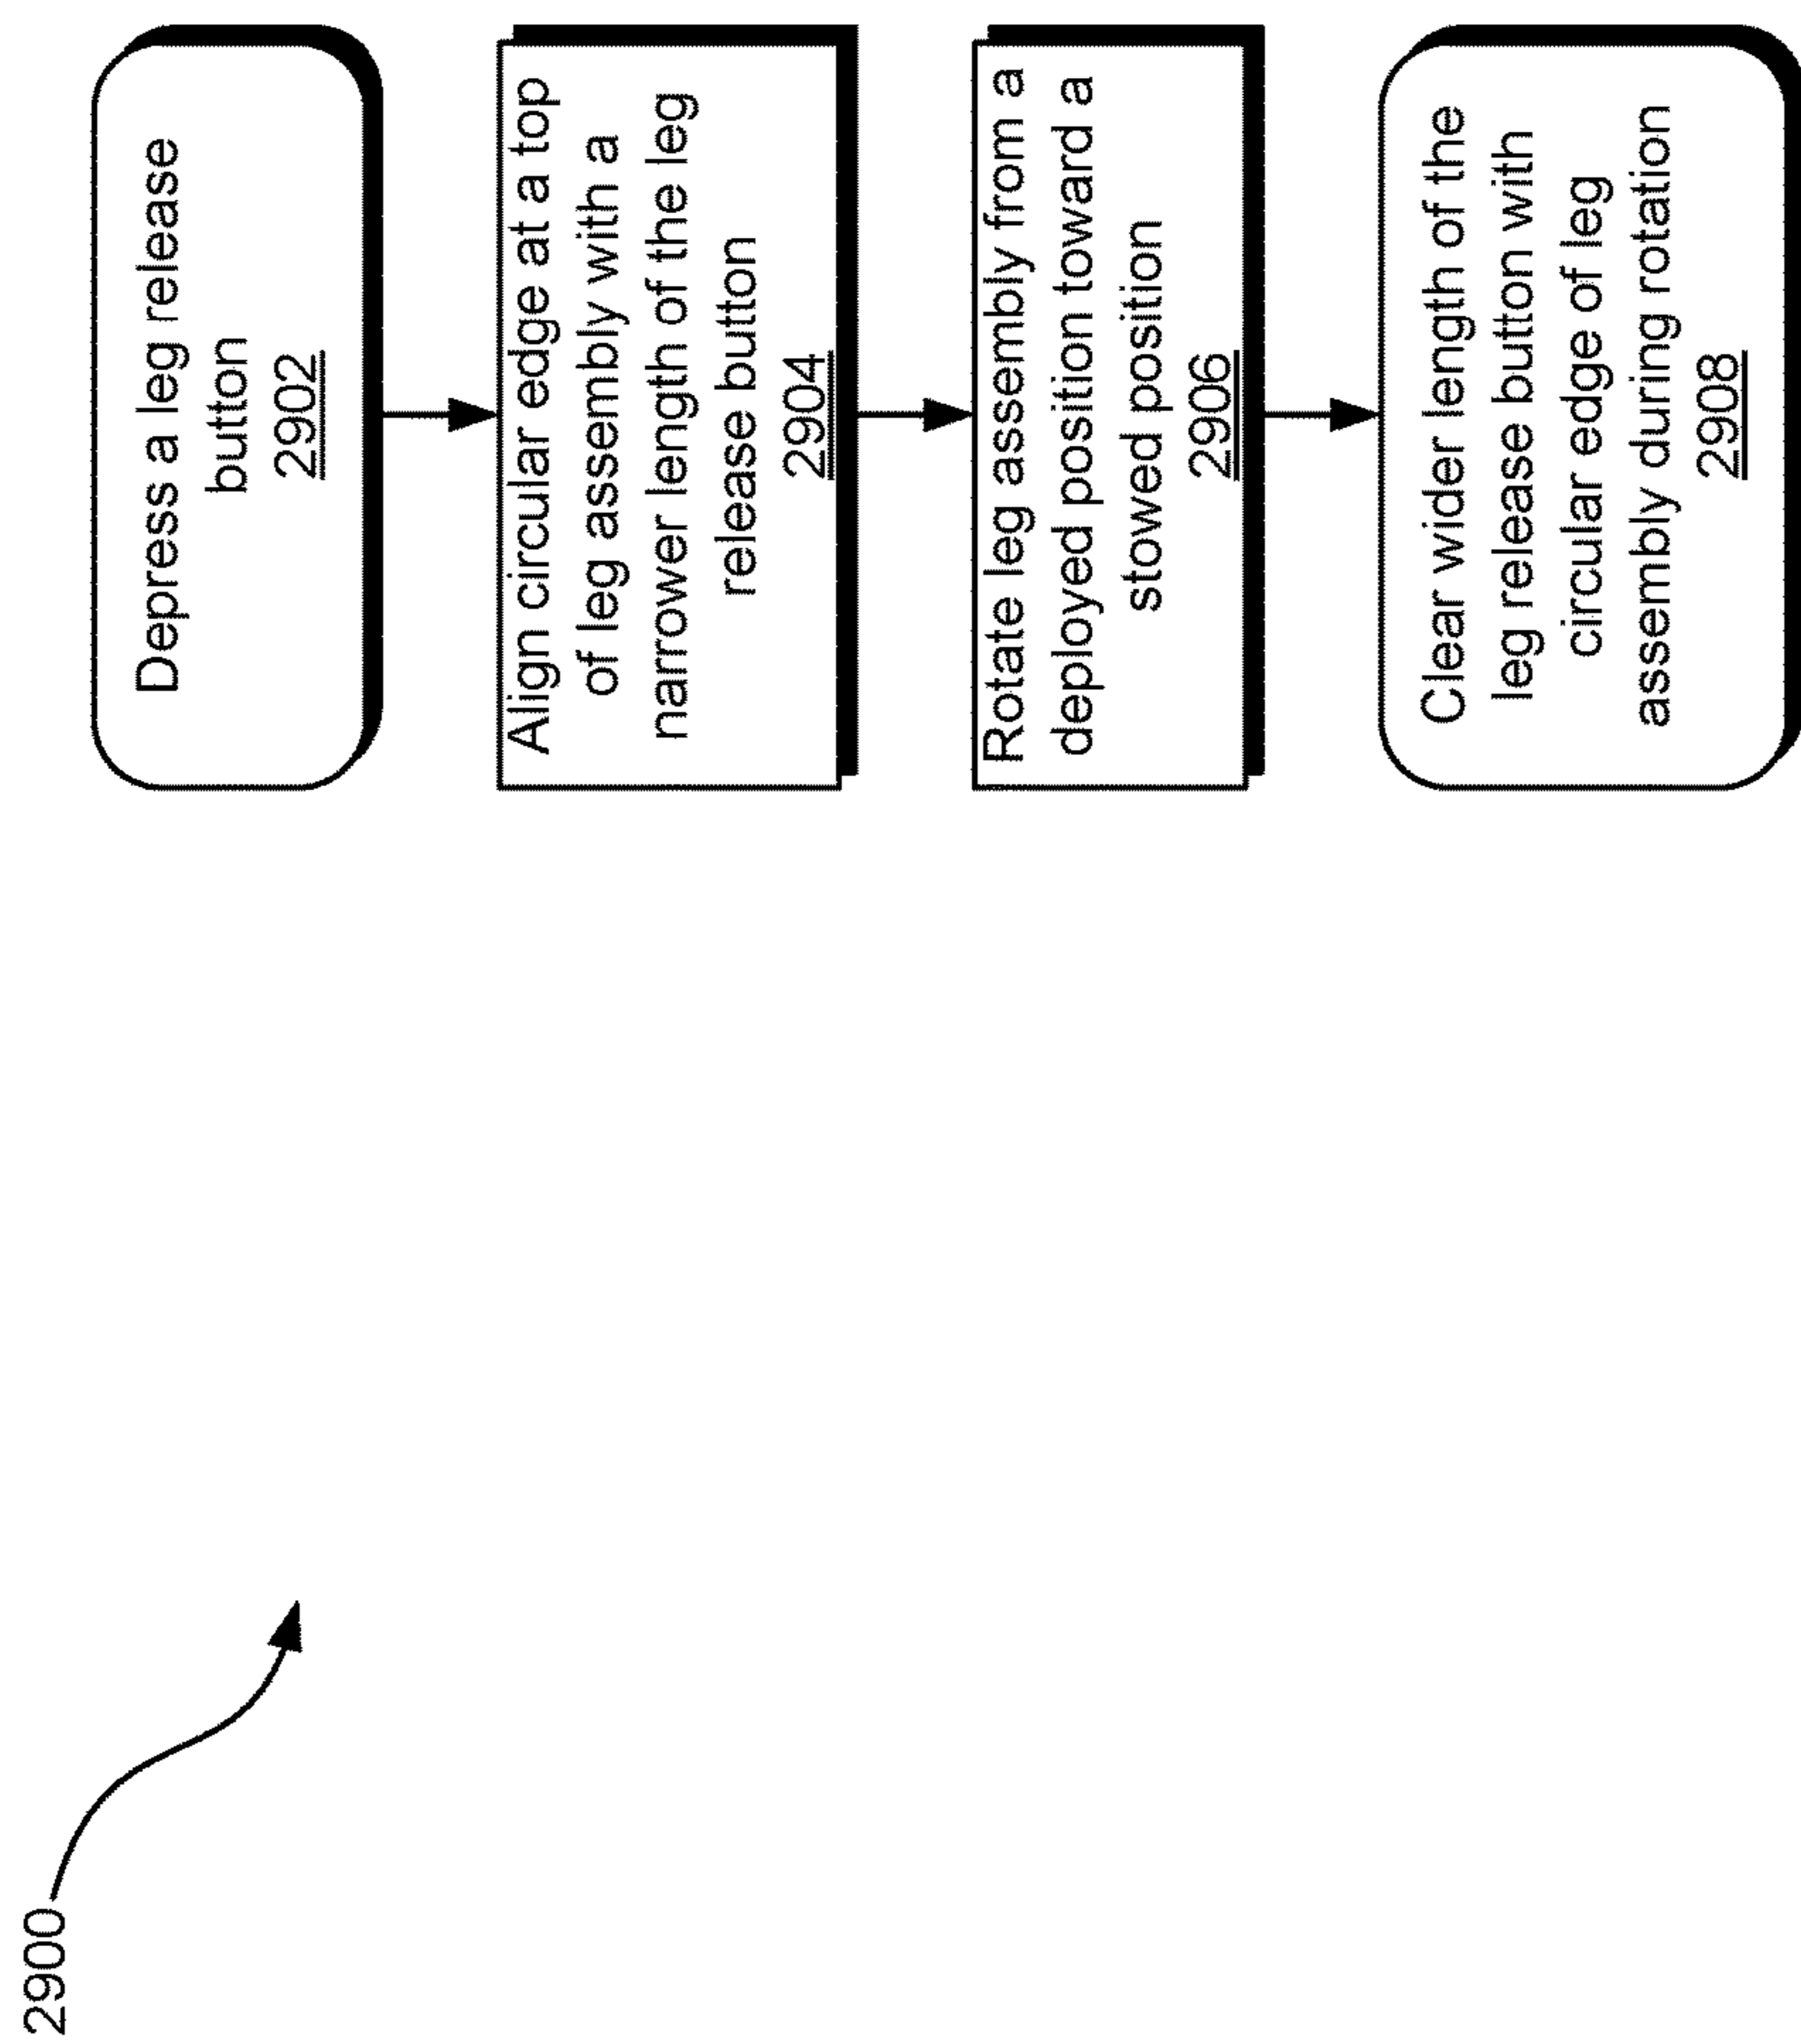 2900
Depress a leg release
button
2902
Align circular edge at a top
of leg assembly with a
narrower length of the leg
release button
2904
Rotate leg assembly from a
deployed position toward a
stowed position
2906
Clear wider length of the
leg release button with
circular edge of leg
assembly during rotation
2908